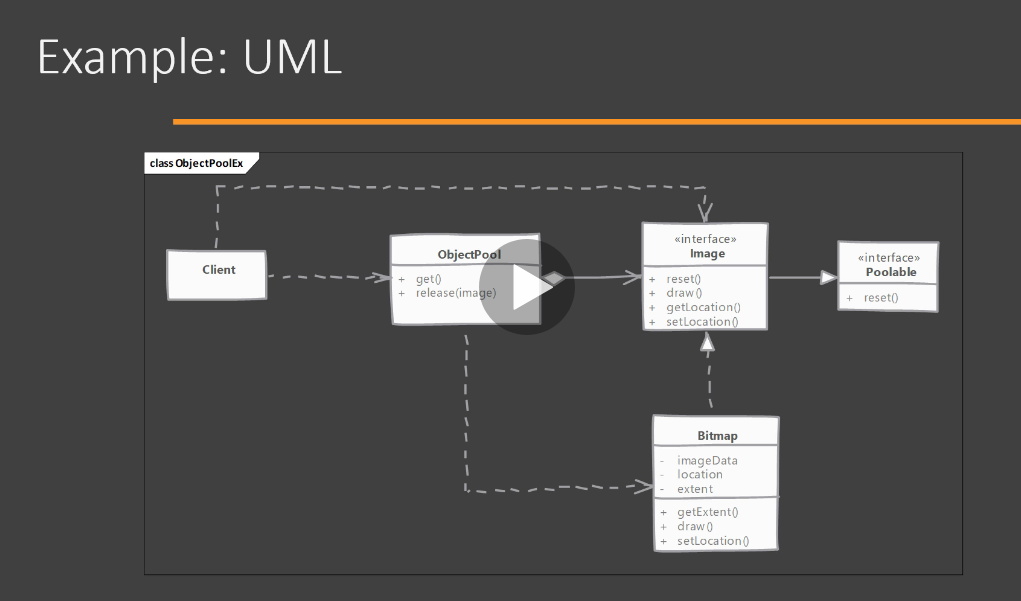 Example: UML
class ObjectPoolEx
Client
ObjectPool
+ get()
+ release(image)
«interface»
Image
+ reset()
+ draw()
+ getLocation()
+ setLocation()
«interface»
Poolable
+ reset()
Bitmap
- imageData
- location
- extent
+ getExtent()
+ draw()
+ setLocation()